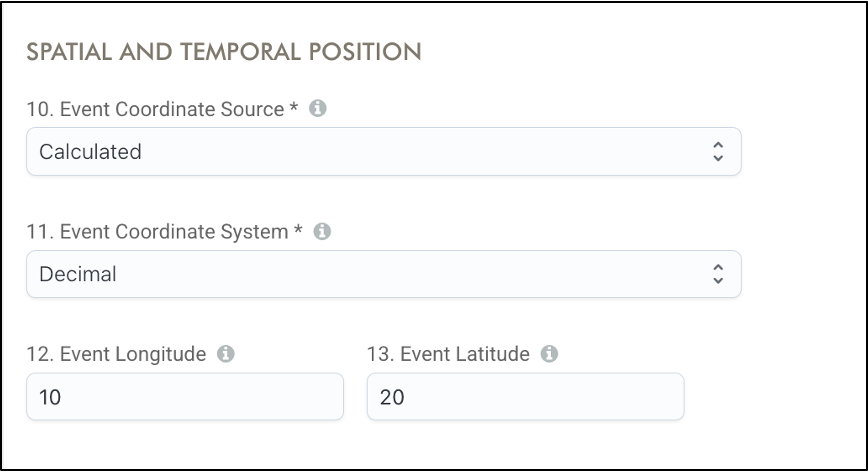 SPATIAL AND TEMPORAL POSITION
10. Event Coordinate Source *
Calculated
11. Event Coordinate System *
Decimal
12. Event Longitude 13. Event Latitude
10 20